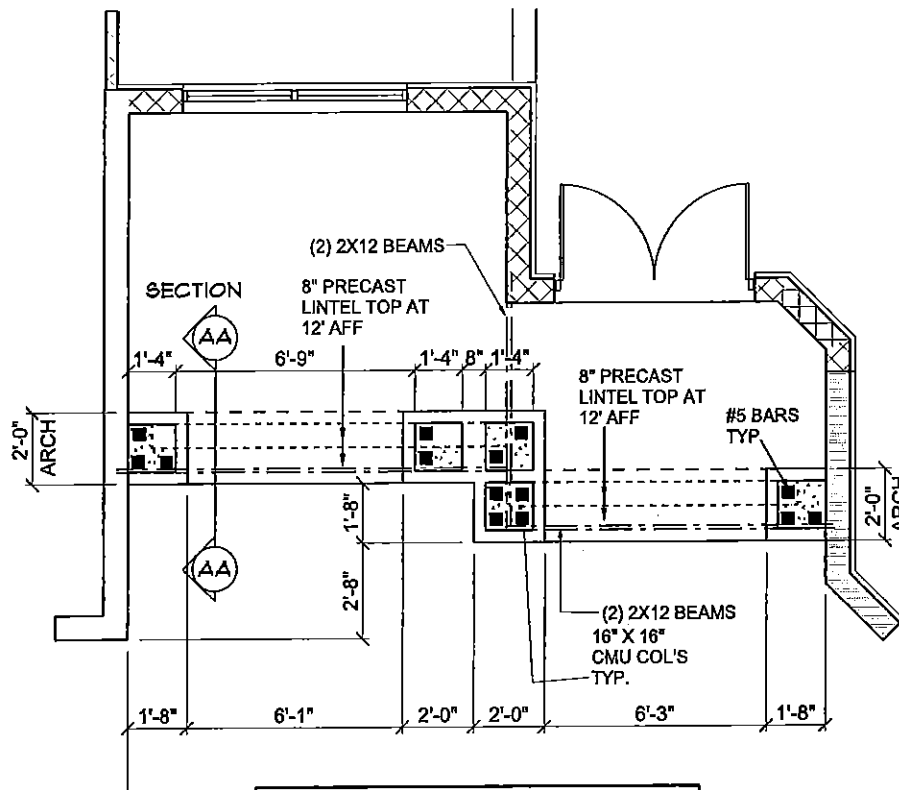 (2) 2X12 BEAMS
SECTION
8" PRECAST
LINTEL TOP AT
12' AFF
AA
1'-4"
6'-9"
1'-4"
8"
1'-4"
8" PRECAST
LINTEL TOP AT
12' AFF
#5 BARS
TYP
2'-0"
ARCH
2'-0"
ARCH
1'-8"
AA
2'-8"
(2) 2X12 BEAMS
16" X 16"
CMU COL'S
TYP.
1'-8"
6'-1"
2'-0"
2'-0"
6'-3"
1'-8"